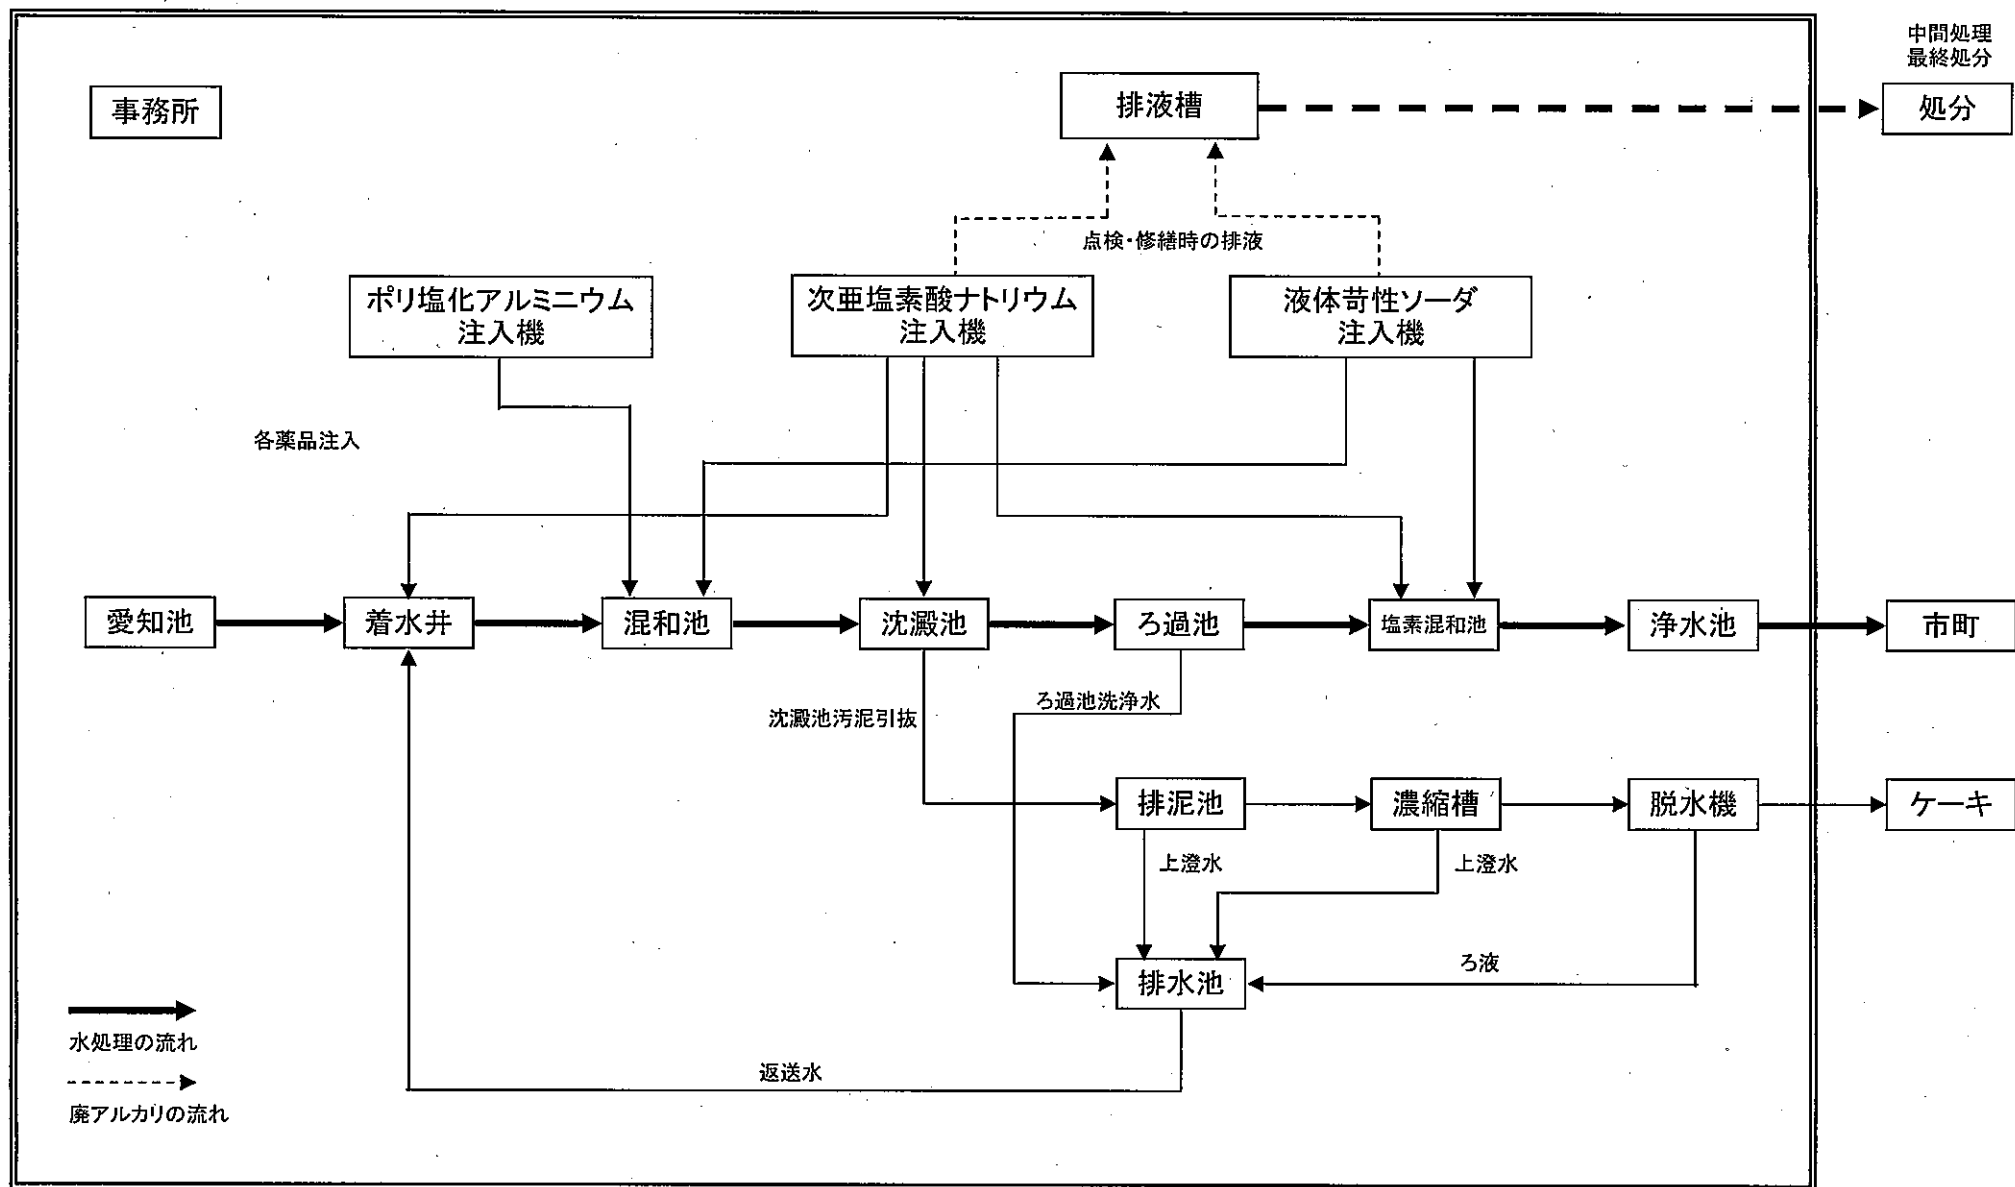 中間処理
最終処分
事務所
排液槽
処分
点検・修繕時の排液
ポリ塩化アルミニウム
注入機
次亜塩素酸ナトリウム
注入機
液体苛性ソーダ
注入機
各薬品注入
愛知池
着水井
混和池
沈澱池
ろ過池
塩素混和池
浄水池
市町
ろ過池洗浄水
沈澱池汚泥引抜
排泥池
濃縮槽
脱水機
ケーキ
上澄水
上澄水
ろ液
排水池
水処理の流れ
返送水
廃アルカリの流れ